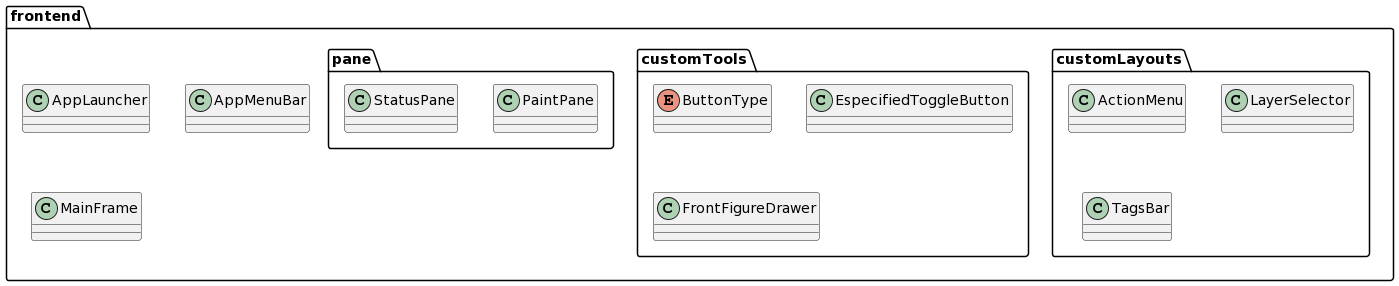 frontend
pane
customTools
customLayouts
C AppLauncher
C AppMenuBar
C StatusPane
C PaintPane
E ButtonType
C EspecifiedToggleButton
C ActionMenu
C LayerSelector
C MainFrame
C FrontFigureDrawer
C TagsBar